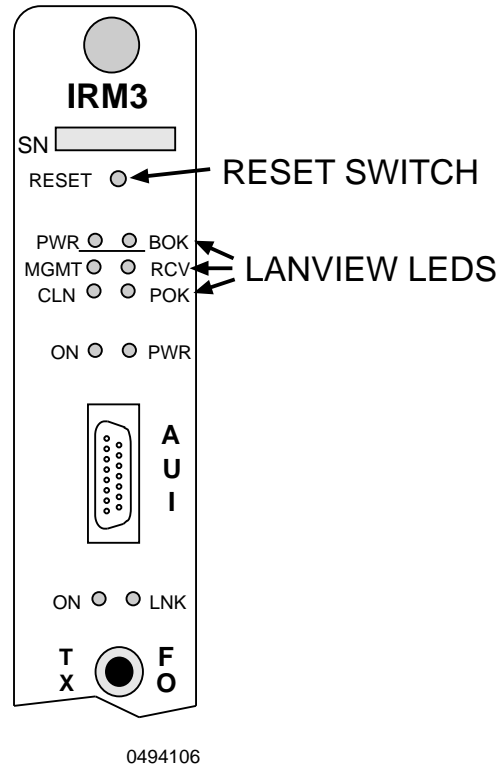 IRM3
SN
RESET RESET SWITCH
PWR BOK
MGMT RCV LANVIEW LEDS
CLN POK
ON PWR
A
U
I
ON LNK
T F
X O
0494106